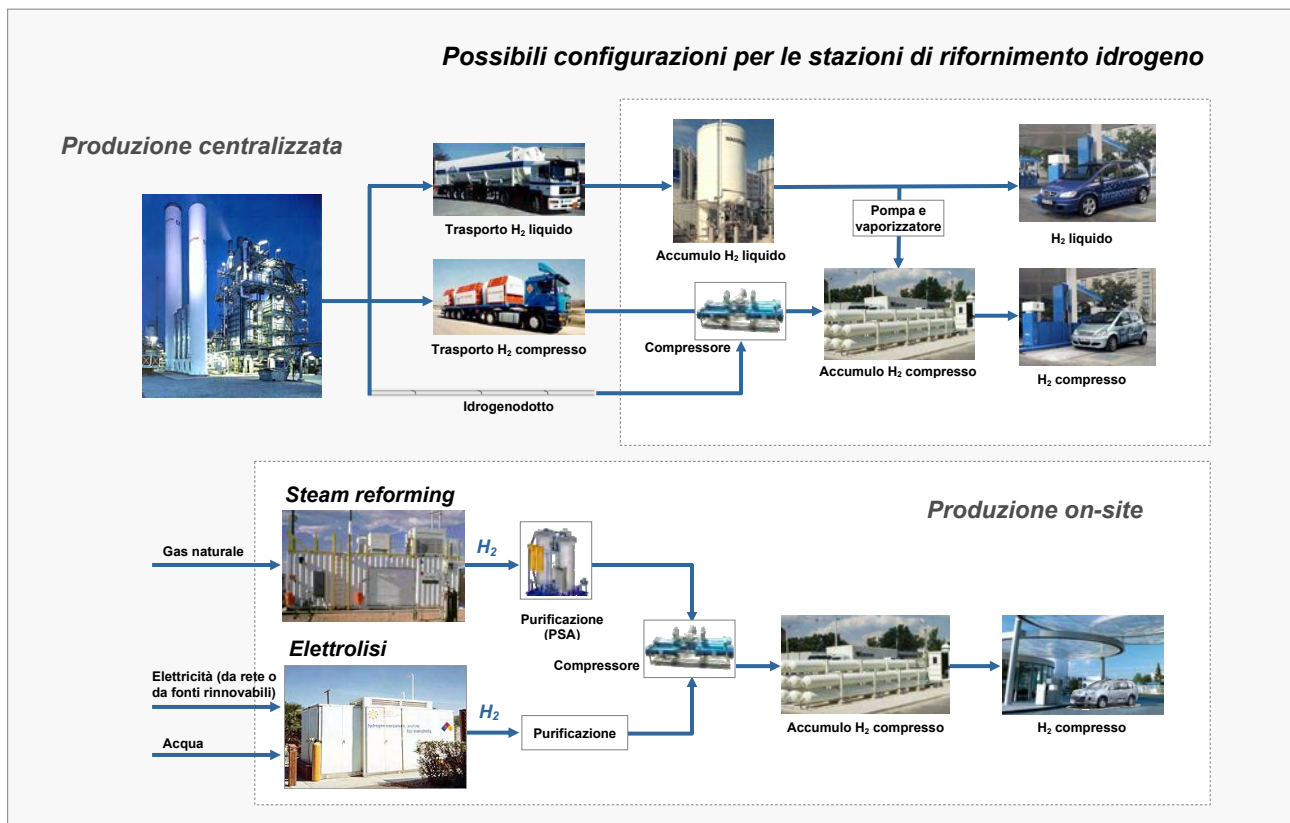 Possibili configurazioni per le stazioni di rifornimento idrogeno
Produzione centralizzata
Trasporto H₂ liquido
Accumulo H₂ liquido
Pompa e
vaporizzatore
H₂ liquido
Trasporto H₂ compresso
Compressore
Accumulo H₂ compresso
H₂ compresso
Idrogenodotto
Produzione on-site
Steam reforming
Gas naturale
H₂
Purificazione
(PSA)
Elettrolisi
Elettricità (da rete o
da fonti rinnovabili)
Acqua
H₂
Purificazione
Compressore
Accumulo H₂ compresso
H₂ compresso